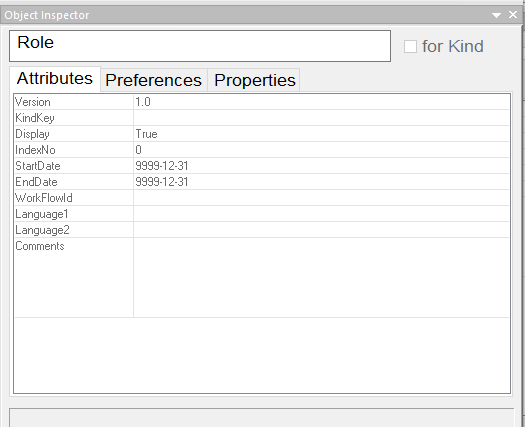 Object Inspector
Role
for Kind
Attributes Preferences Properties
Version 1.0
KindKey
Display True
IndexNo 0
StartDate 9999-12-31
EndDate 9999-12-31
WorkFlowId
Language1
Language2
Comments